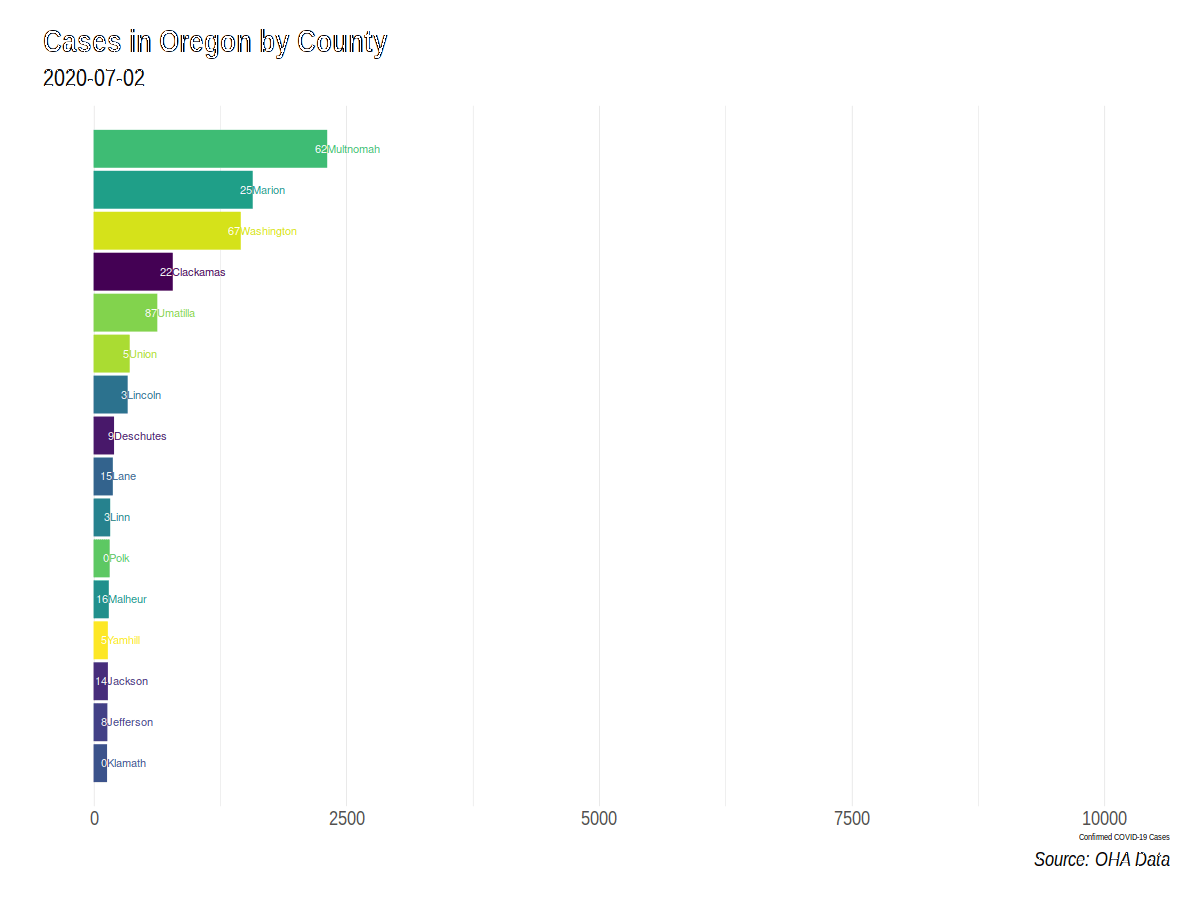 Cases in Oregon by County
2020-07-02
62Multnomah
25Marion
67Washington
22Clackamas
87Umatilla
5Union
3Lincoln
9Deschutes
15Lane
3Linn
0Polk
16Malheur
5Yamhill
14Jackson
8Jefferson
0Klamath
0 2500 5000 7500 10000
Confirmed COVID-19 Cases
Source: OHA Data